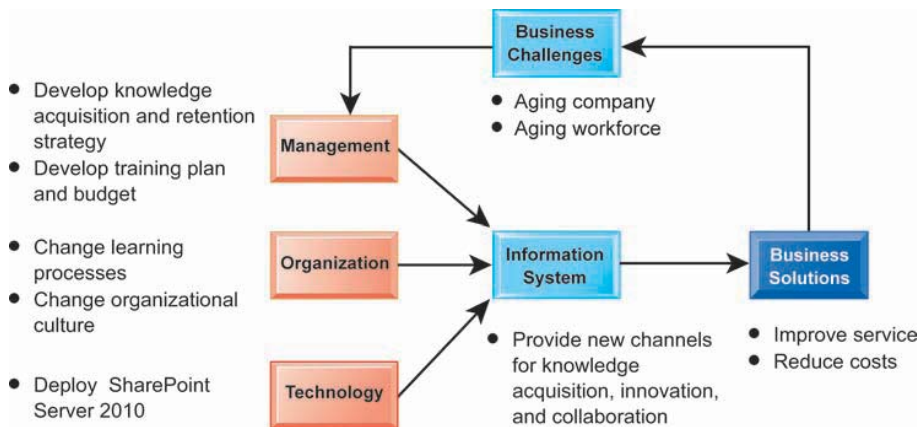 Business
Challenges
● Aging company
● Aging workforce
● Develop knowledge
acquisition and retention
strategy
● Develop training plan
and budget
Management
● Change learning
processes
● Change organizational
culture
Organization
Information
System
Business
Solutions
● Provide new channels
for knowledge
acquisition, innovation,
and collaboration
● Improve service
● Reduce costs
● Deploy SharePoint
Server 2010
Technology